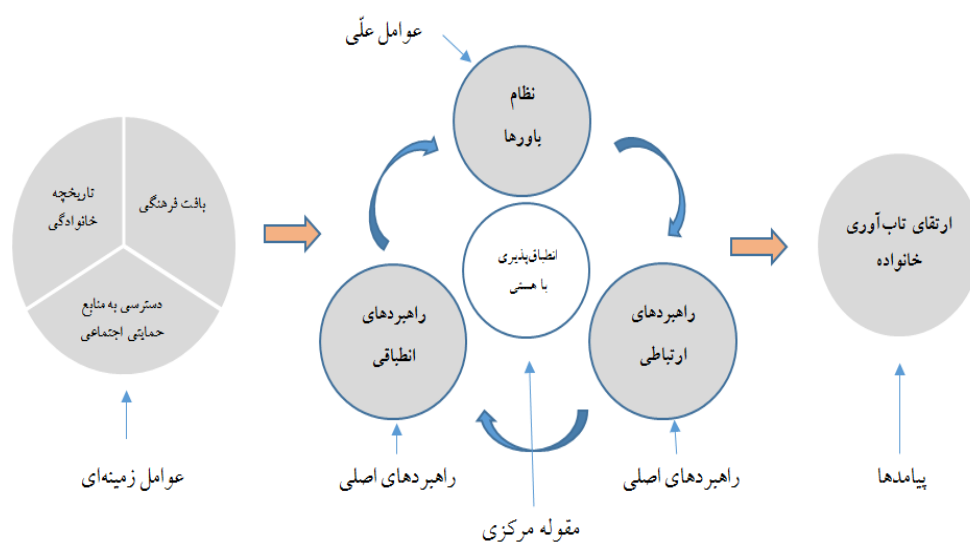 عوامل علّی
نظام
باورها
تاریخچه
خانوادگی
بافت فرهنگی
دسترسی به منابع
حمایتی اجتماعی
انطباق‌پذیری
با هستی
راهبردهای
انطباقی
راهبردهای
ارتباطی
ارتقای تاب‌آوری
خانواده
عوامل زمینه‌ای
راهبردهای اصلی
مقوله مرکزی
راهبردهای اصلی
پیامدها